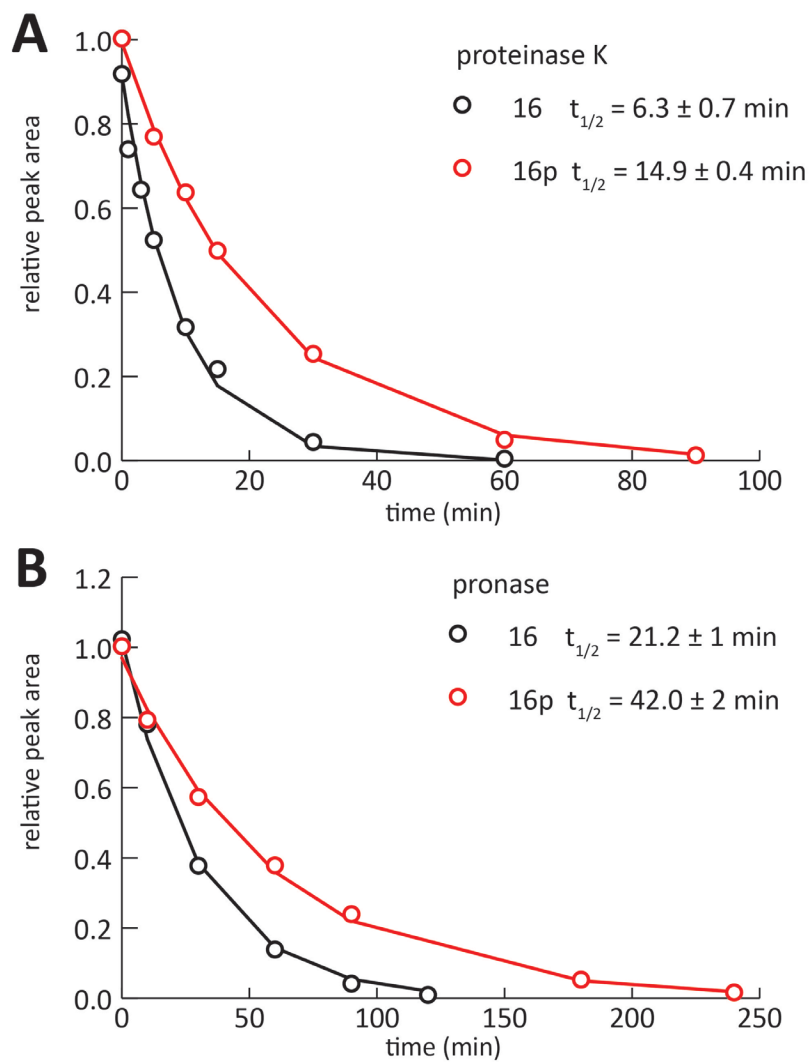 A
proteinase K
16 t1/2 = 6.3 ± 0.7 min
16p t1/2 = 14.9 ± 0.4 min
relative peak area
1.0
0.8
0.6
0.4
0.2
0.0
0 20 40 60 80 100
time (min)
B
pronase
16 t1/2 = 21.2 ± 1 min
16p t1/2 = 42.0 ± 2 min
relative peak area
1.2
1.0
0.8
0.6
0.4
0.2
0.0
0 50 100 150 200 250
time (min)